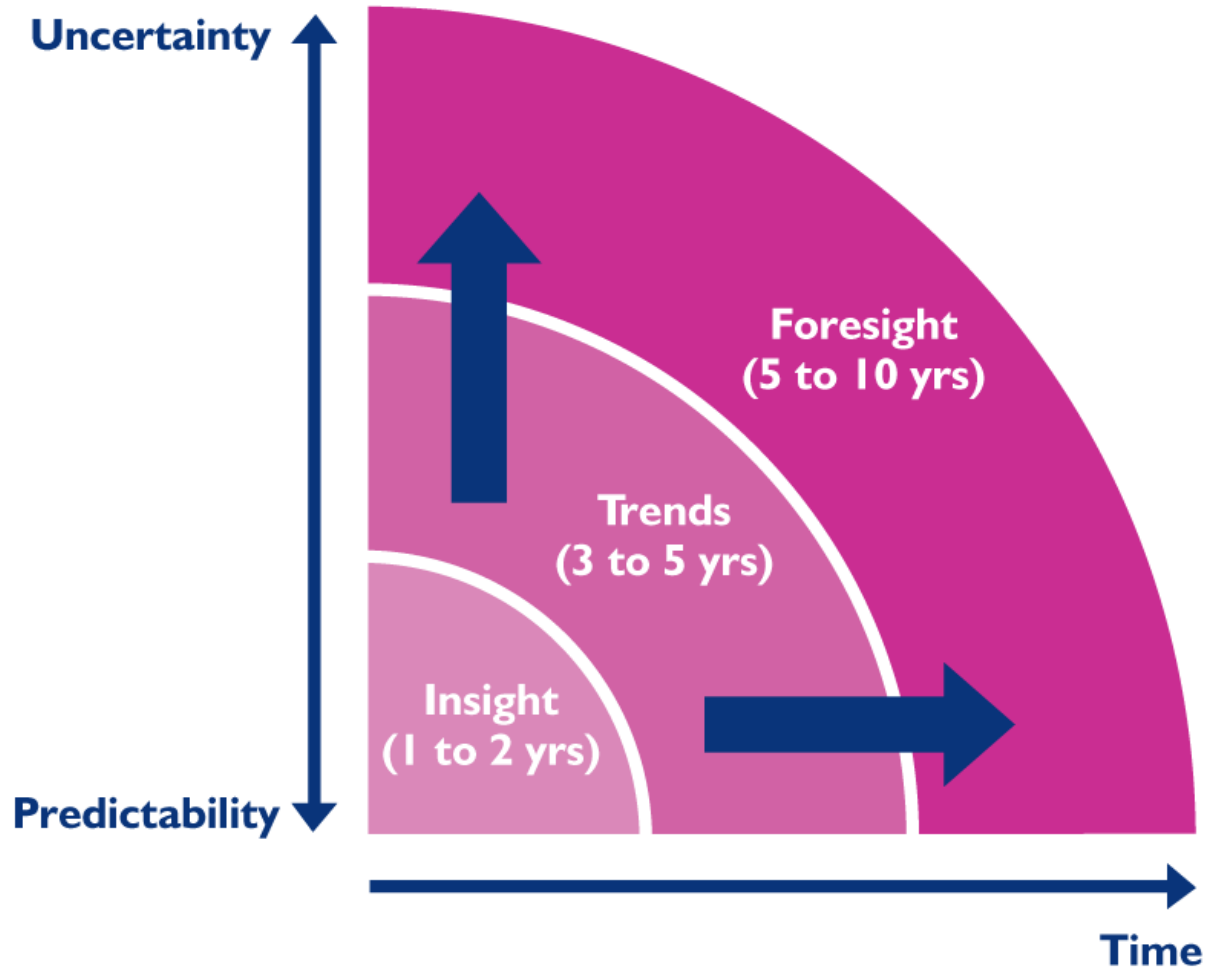 Uncertainty
Foresight
(5 to 10 yrs)
Trends
(3 to 5 yrs)
Insight
(1 to 2 yrs)
Predictability
Time